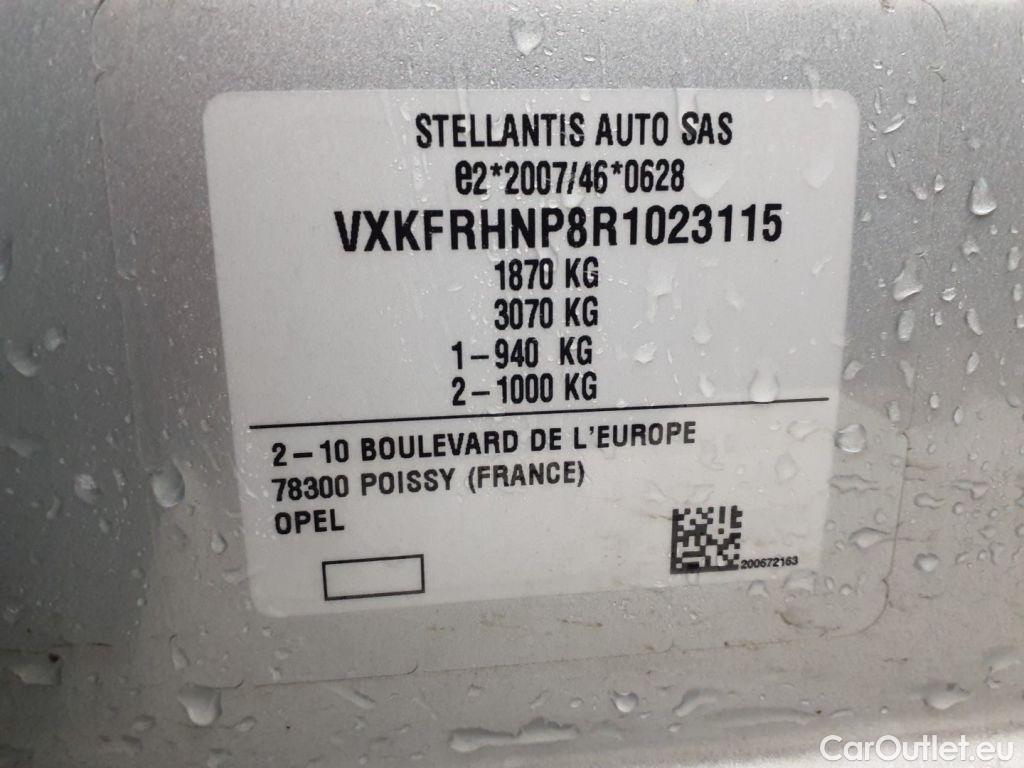 STELLANTIS AUTO SAS
e2*2007/46*0628
VXKFRHNP8R1023115
1870 KG
3070 KG
1-940 KG
2-1000 KG
2-10 BOULEVARD DE L'EUROPE
78300 POISSY (FRANCE)
OPEL
200672163
CarOutlet.eu